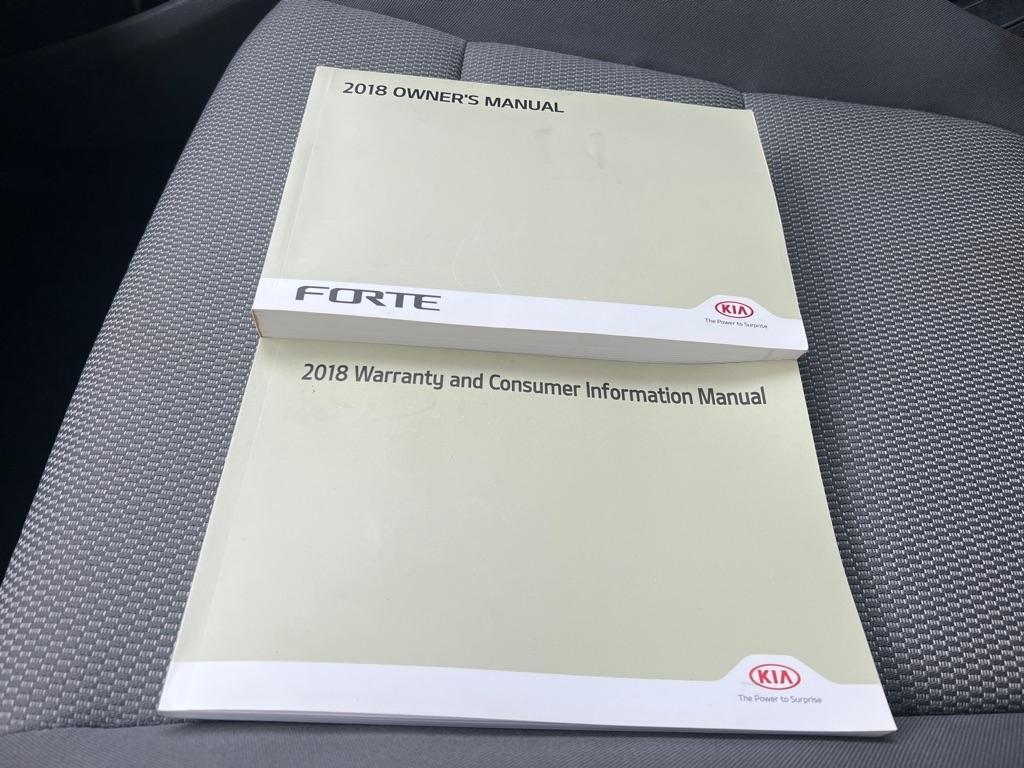 2018 OWNER'S MANUAL
FORTE
KIA
The Power to Surprise
2018 Warranty and Consumer Information Manual
KIA
The Power to Surprise